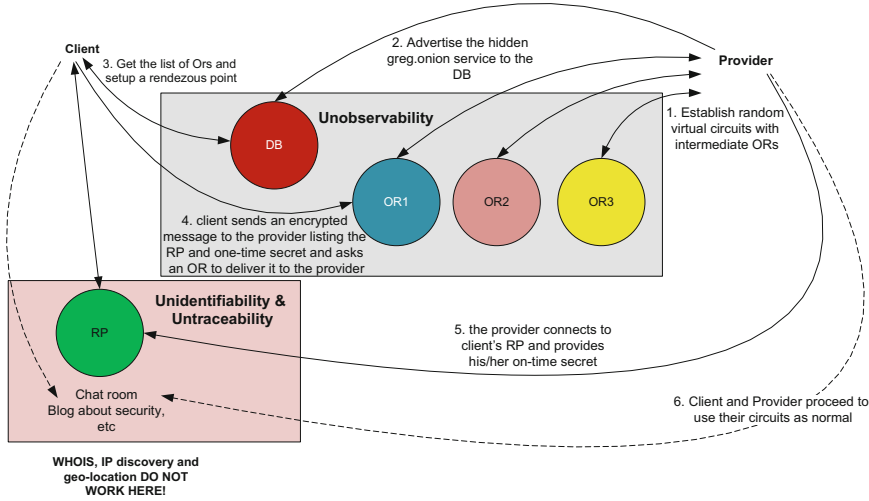 Client
3. Get the list of Ors and
setup a rendezous point
2. Advertise the hidden
greg.onion service to the
DB
Provider
1. Establish random
virtual circuits with
intermediate ORs
Unobservability
DB
OR1
OR2
OR3
4. client sends an encrypted
message to the provider listing the
RP and one-time secret and asks
an OR to deliver it to the provider
Unidentifiability &
Untraceability
RP
Chat room
Blog about security,
etc
5. the provider connects to
client's RP and provides
his/her on-time secret
6. Client and Provider proceed to
use their circuits as normal
WHOIS, IP discovery and
geo-location DO NOT
WORK HERE!